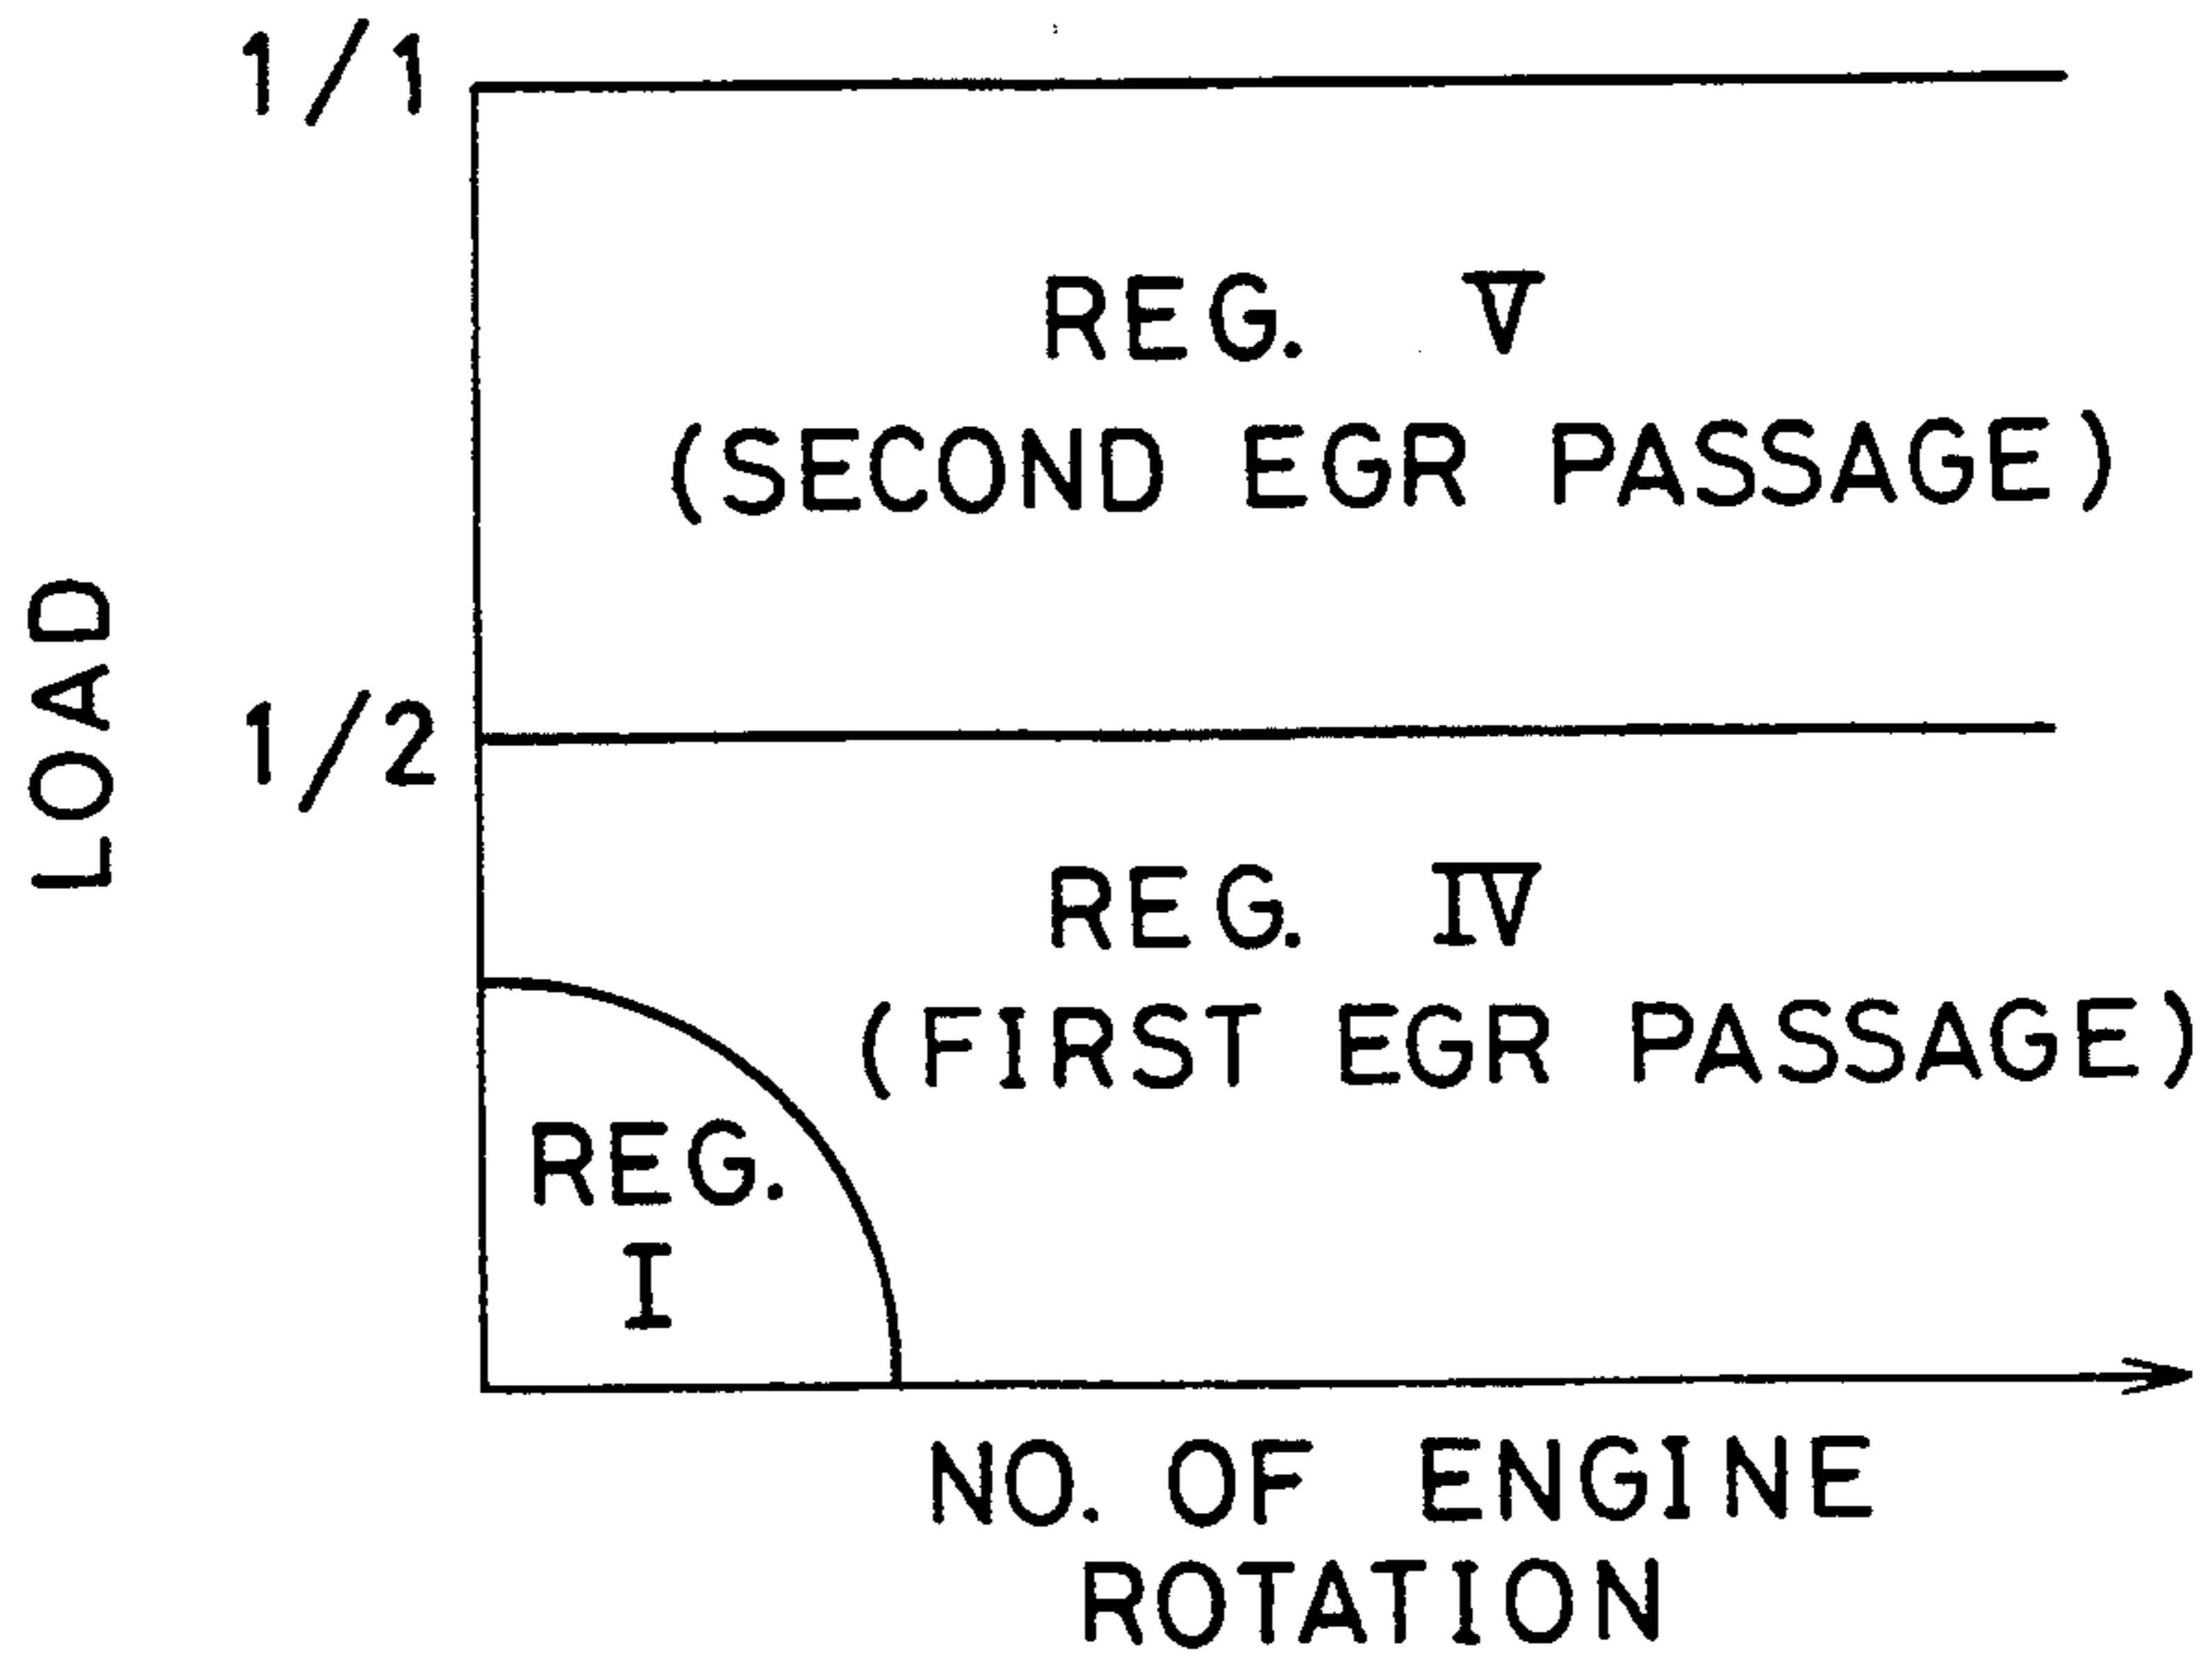 1/1
REG. V
(SECOND EGR PASSAGE)
LOAD
1/2
REG. IV
(FIRST EGR PASSAGE)
REG.
I
NO. OF ENGINE
ROTATION